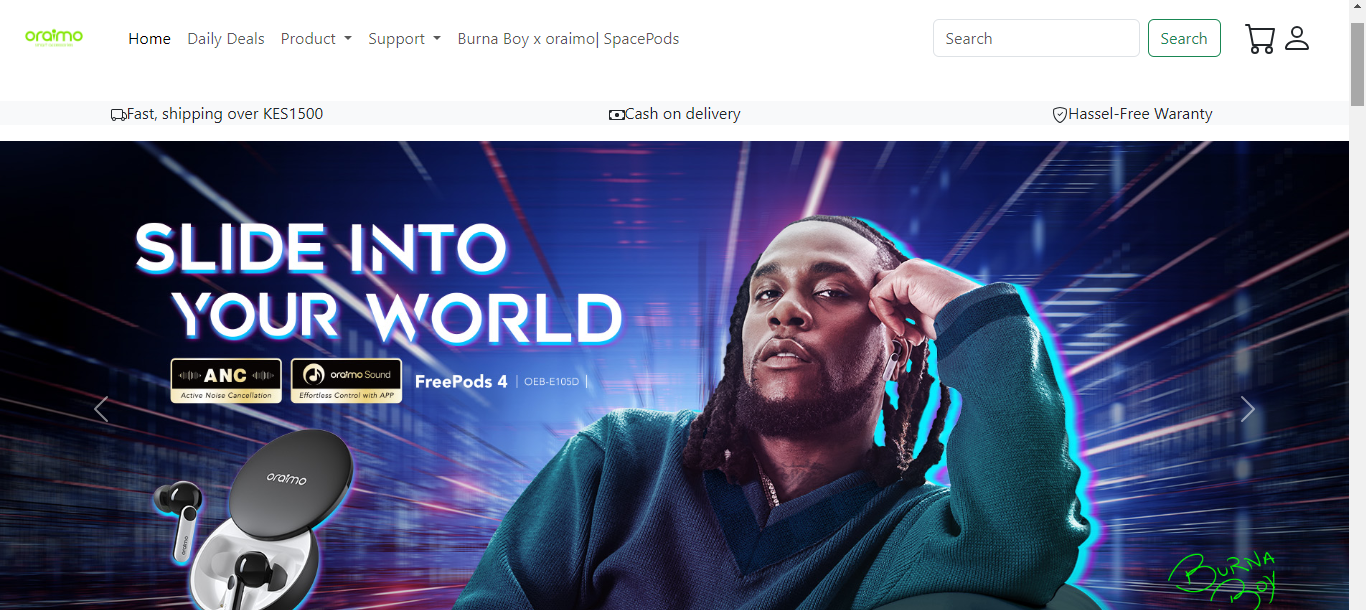 oraimo
Home Daily Deals Product Support Burna Boy x oraimo| SpacePods Search Search
Fast, shipping over KES1500 Cash on delivery Hassel-Free Waranty
SLIDE INTO
YOUR WORLD
ANC
Active Noise Cancellation
oraimo Sound
Effortless Control with APP
FreePods 4 | OEB-E105D |
oraimo
oraimo
BURNA
BOY